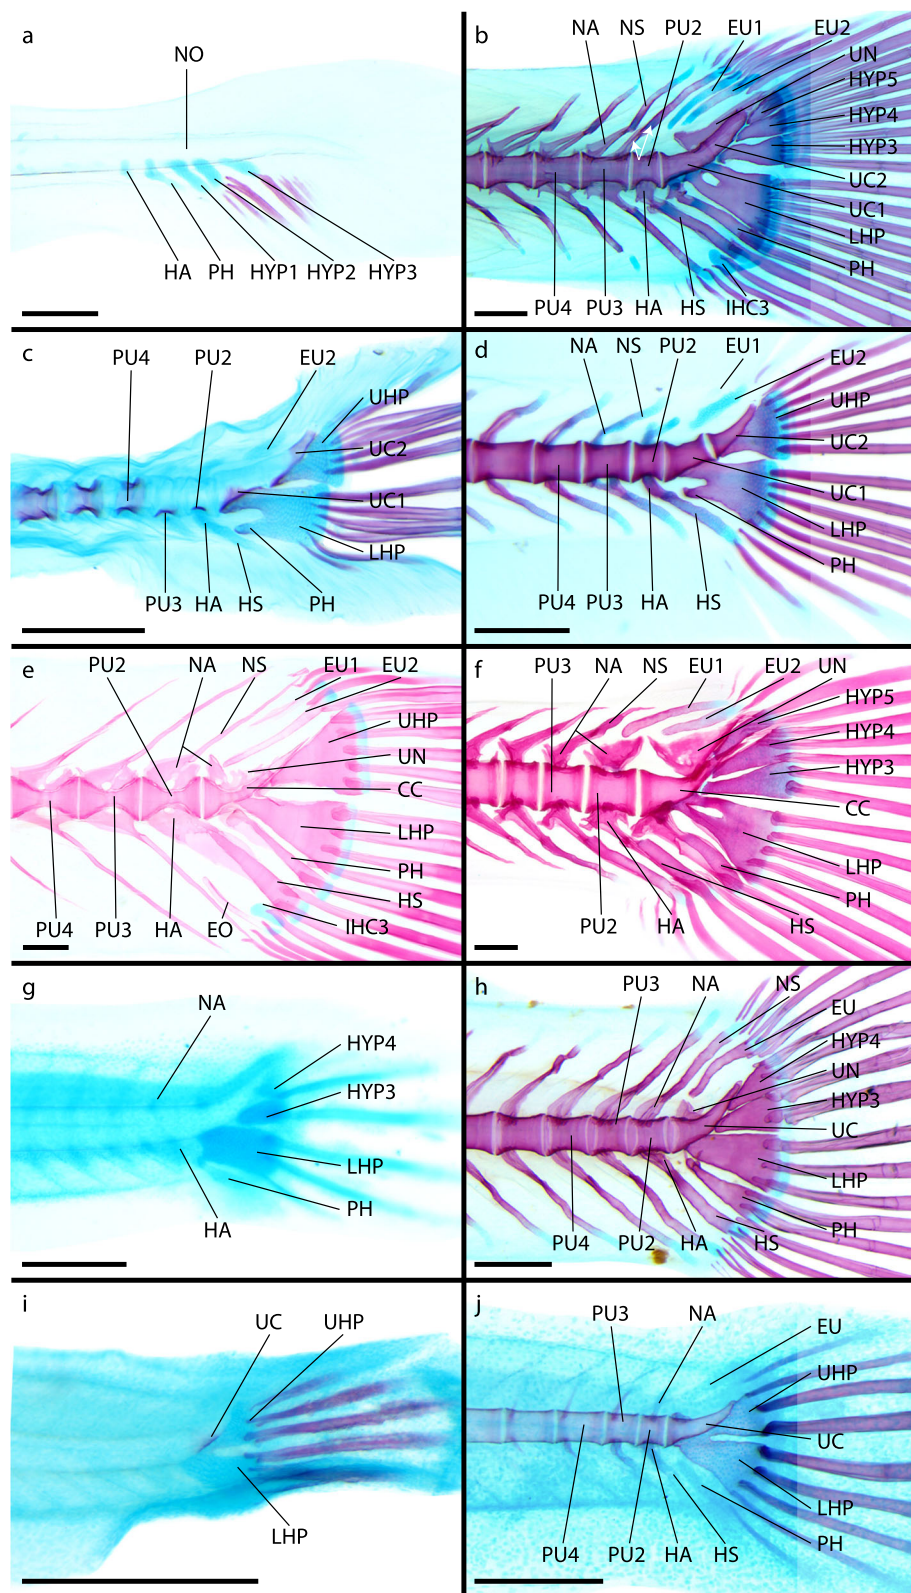 a
NO
HA PH HYP1 HYP2 HYP3
b
NA NS PU2 EU1 EU2
UN
HYP5
HYP4
HYP3
UC2
UC1
LHP
PH
PU4 PU3 HA HS IHC3
c
PU4 PU2 EU2
UHP
UC2
UC1
LHP
PU3 HA HS PH
d
NA NS PU2 EU1
EU2
UHP
UC2
UC1
LHP
PH
PU4 PU3 HA HS
e
PU2 NA NS EU1 EU2
UHP
UN
CC
LHP
PH
HS
PU4 PU3 HA EO IHC3
f
PU3 NA NS EU1 EU2 UN
HYP5
HYP4
HYP3
CC
LHP
PH
PU2 HA HS
g
NA
HYP4
HYP3
LHP
PH
HA
h
PU3 NA NS
EU
HYP4
UN
HYP3
UC
LHP
PH
PU4 PU2 HA HS
i
UC UHP
LHP
j
PU3 NA
EU
UHP
UC
LHP
PH
PU4 PU2 HA HS